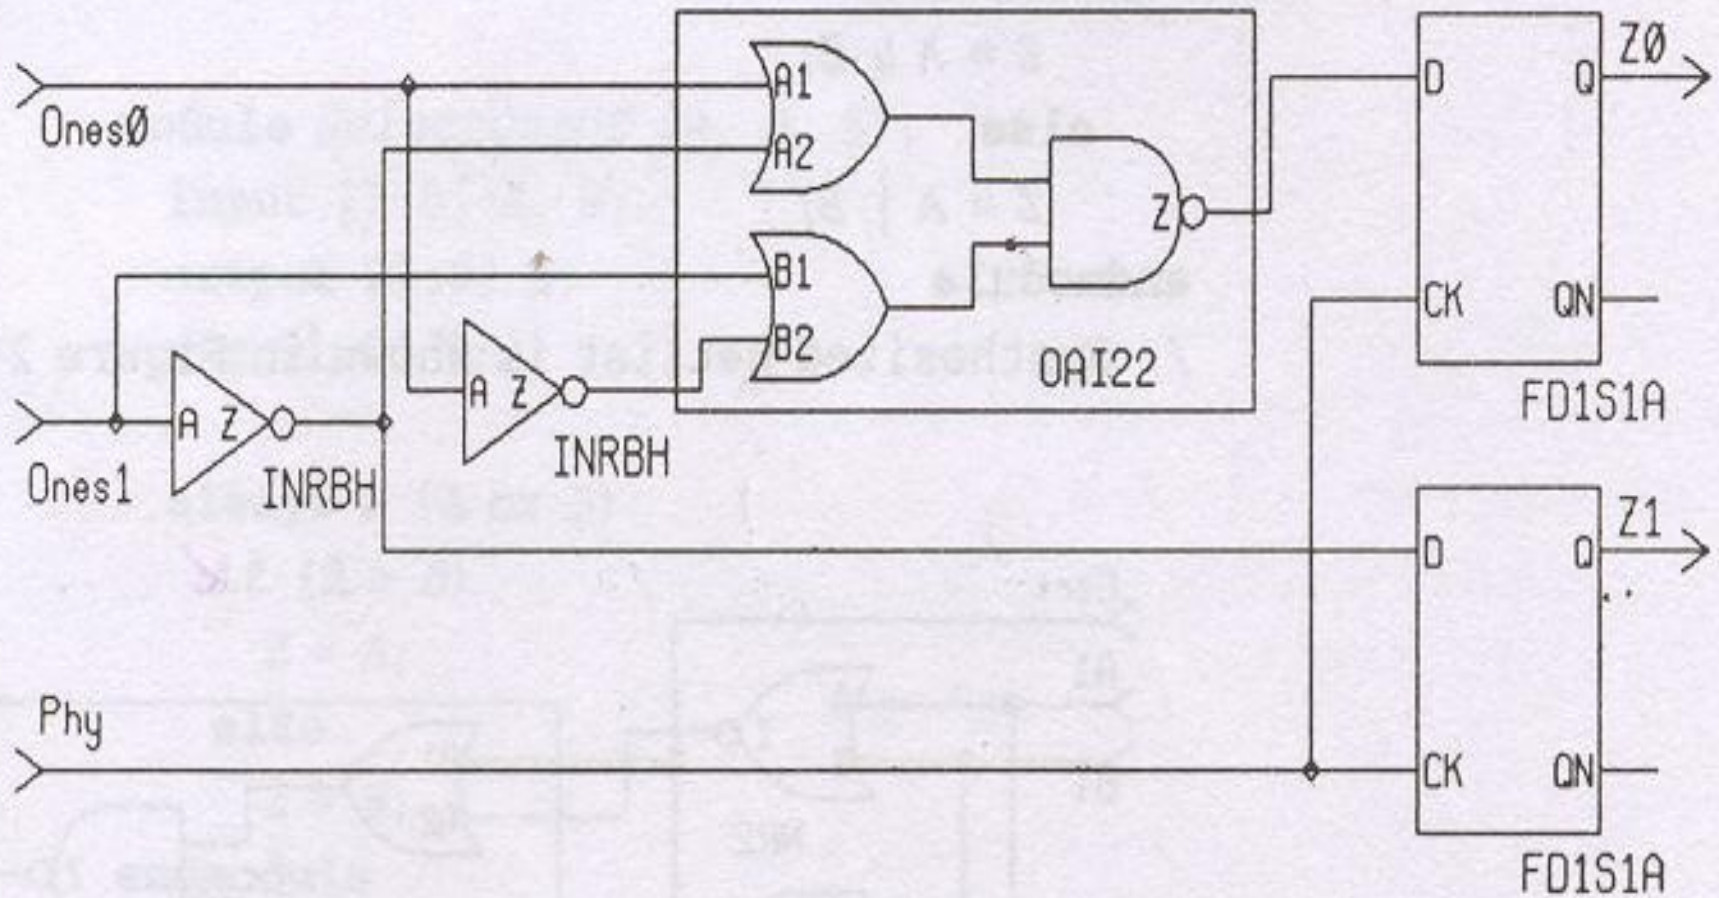 Z0
A1
D
Q
Ones0
A2
Z
B1
CK
QN
B2
OAI22
A Z
FD1S1A
A Z
INRBH
Ones1
INRBH
Z1
D
Q
Phy
CK
QN
FD1S1A